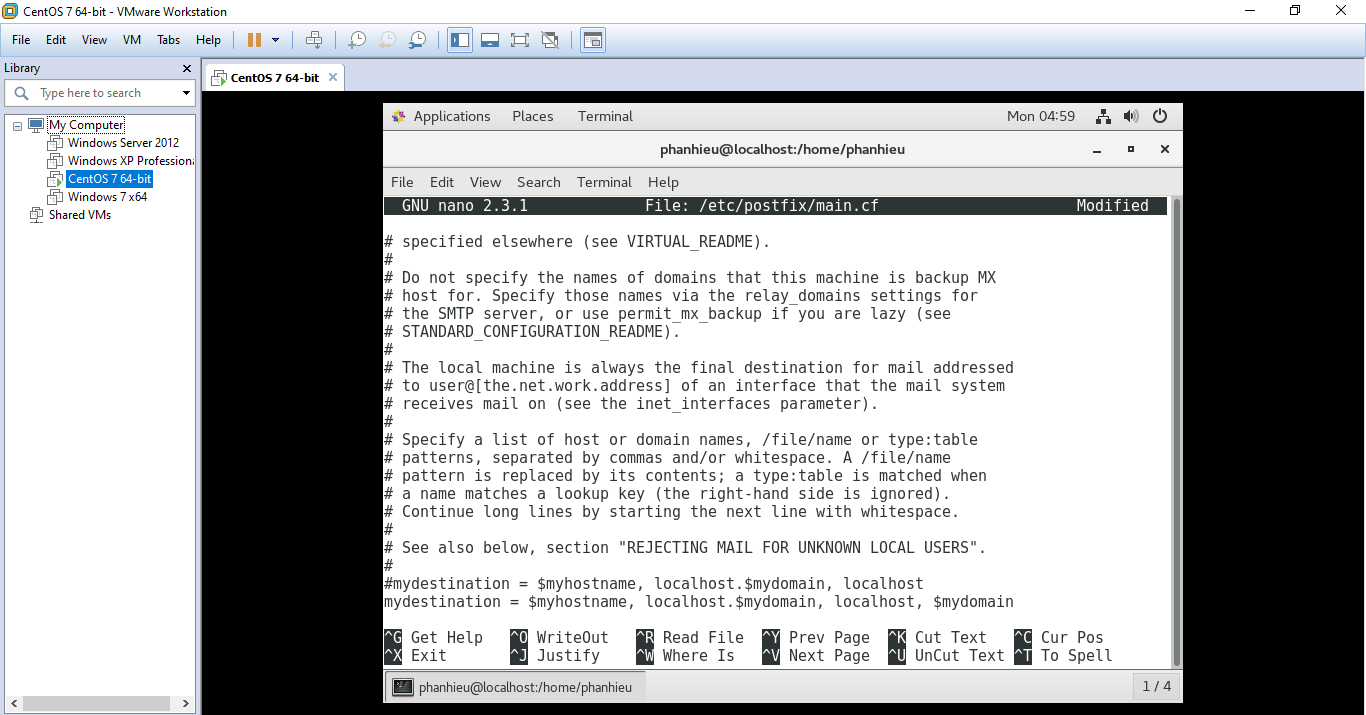 CentOS 7 64-bit - VMware Workstation
File Edit View VM Tabs Help
Library
Type here to search
My Computer
Windows Server 2012
Windows XP Professiona
CentOS 7 64-bit
Windows 7 x64
Shared VMs
CentOS 7 64-bit
Applications Places Terminal Mon 04:59
phanhieu@localhost:/home/phanhieu
File Edit View Search Terminal Help
GNU nano 2.3.1 File: /etc/postfix/main.cf Modified
# specified elsewhere (see VIRTUAL_README).
#
# Do not specify the names of domains that this machine is backup MX
# host for. Specify those names via the relay_domains settings for
# the SMTP server, or use permit_mx_backup if you are lazy (see
# STANDARD_CONFIGURATION_README).
#
# The local machine is always the final destination for mail addressed
# to user@[the.net.work.address] of an interface that the mail system
# receives mail on (see the inet_interfaces parameter).
#
# Specify a list of host or domain names, /file/name or type:table
# patterns, separated by commas and/or whitespace. A /file/name
# pattern is replaced by its contents; a type:table is matched when
# a name matches a lookup key (the right-hand side is ignored).
# Continue long lines by starting the next line with whitespace.
#
# See also below, section "REJECTING MAIL FOR UNKNOWN LOCAL USERS".
#
#mydestination = $myhostname, localhost.$mydomain, localhost
mydestination = $myhostname, localhost.$mydomain, localhost, $mydomain
^G Get Help ^O WriteOut ^R Read File ^Y Prev Page ^K Cut Text ^C Cur Pos
^X Exit ^J Justify ^W Where Is ^V Next Page ^U UnCut Text ^T To Spell
phanhieu@localhost:/home/phanhieu 1 / 4